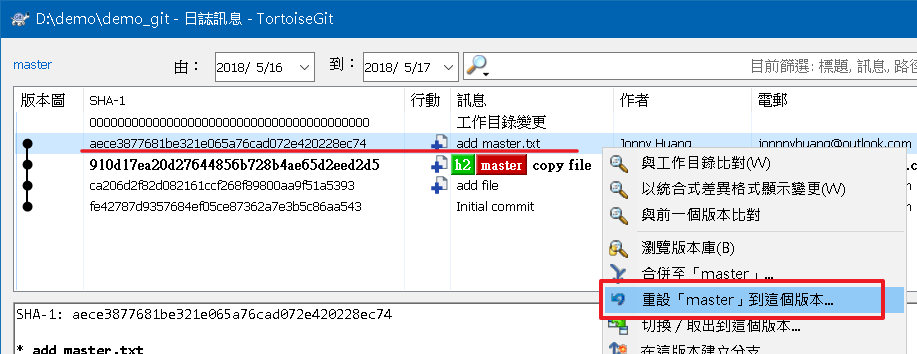 D:\demo\demo_git - 日誌訊息 - TortoiseGit
master 由： 2018/ 5/16 到： 2018/ 5/17 目前篩選: 標題, 訊息, 路徑
版本圖 SHA-1 行動 訊息 作者 電郵
0000000000000000000000000000000000000000 工作目錄變更
aece3877681be321e065a76cad072e420228ec74 add master.txt Jonny Huang jonnyhuang@outlook.com
910d17ea20d27644856b728b4ae65d2eed2d5 h2 master copy file
ca206d2f82d082161ccf268f89800aa9f51a5393 add file
fe42787d9357684ef05ce87362a7e3b5c86aa543 Initial commit
與工作目錄比對(W)
以統合式差異格式顯示變更(W)
與前一個版本比對
瀏覽版本庫(B)
合併至「master」...
重設「master」到這個版本...
切換 / 取出到這個版本...
在這版本建立分支
SHA-1: aece3877681be321e065a76cad072e420228ec74
* add master.txt